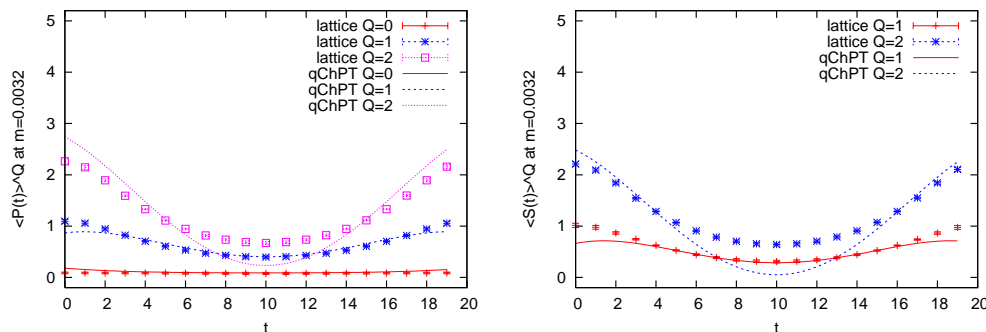 <P(t)>^Q at m=0.0032
5
4
3
2
1
0
lattice Q=0
lattice Q=1
lattice Q=2
qChPT Q=0
qChPT Q=1
qChPT Q=2
0 2 4 6 8 10 12 14 16 18 20
t
<S(t)>^Q at m=0.0032
5
4
3
2
1
0
lattice Q=1
lattice Q=2
qChPT Q=1
qChPT Q=2
0 2 4 6 8 10 12 14 16 18 20
t